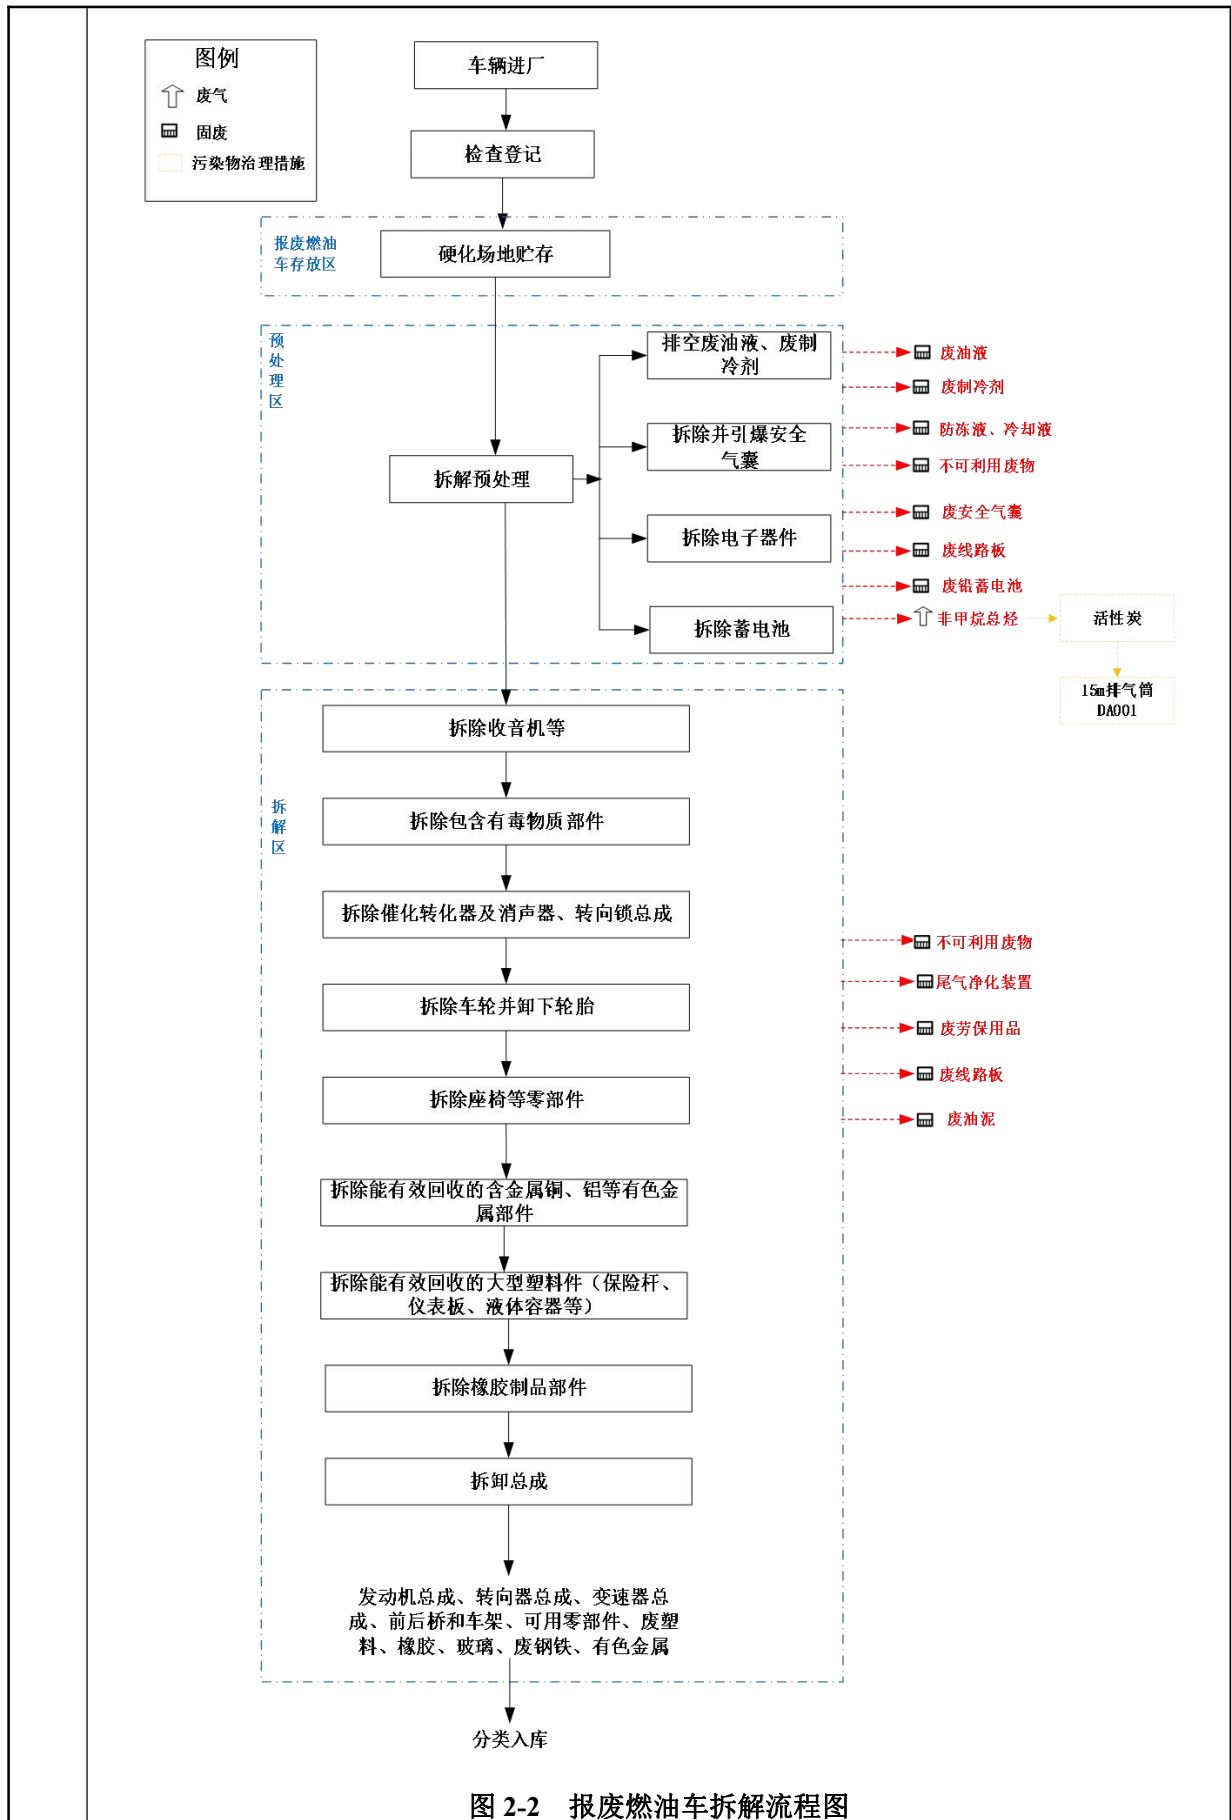 图例
废气
固废
污染物治理措施
车辆进厂
检查登记
报废燃油
车存放区
硬化场地贮存
预
处
理
区
拆解预处理
排空废油液、废制
冷剂
拆除并引爆安全
气囊
拆除电子器件
拆除蓄电池
废油液
废制冷剂
防冻液、冷却液
不可利用废物
废安全气囊
废线路板
废铅蓄电池
非甲烷总烃
活性炭
15m排气筒
DA001
拆
解
区
拆除收音机等
拆除包含有毒物质部件
拆除催化转化器及消声器、转向锁总成
拆除车轮并卸下轮胎
拆除座椅等零部件
拆除能有效回收的含金属铜、铝等有色金
属部件
拆除能有效回收的大型塑料件（保险杆、
仪表板、液体容器等）
拆除橡胶制品部件
拆卸总成
不可利用废物
尾气净化装置
废劳保用品
废线路板
废油泥
发动机总成、转向器总成、变速器总
成、前后桥和车架、可用零部件、废塑
料、橡胶、玻璃、废钢铁、有色金属
分类入库
图 2-2 报废燃油车拆解流程图